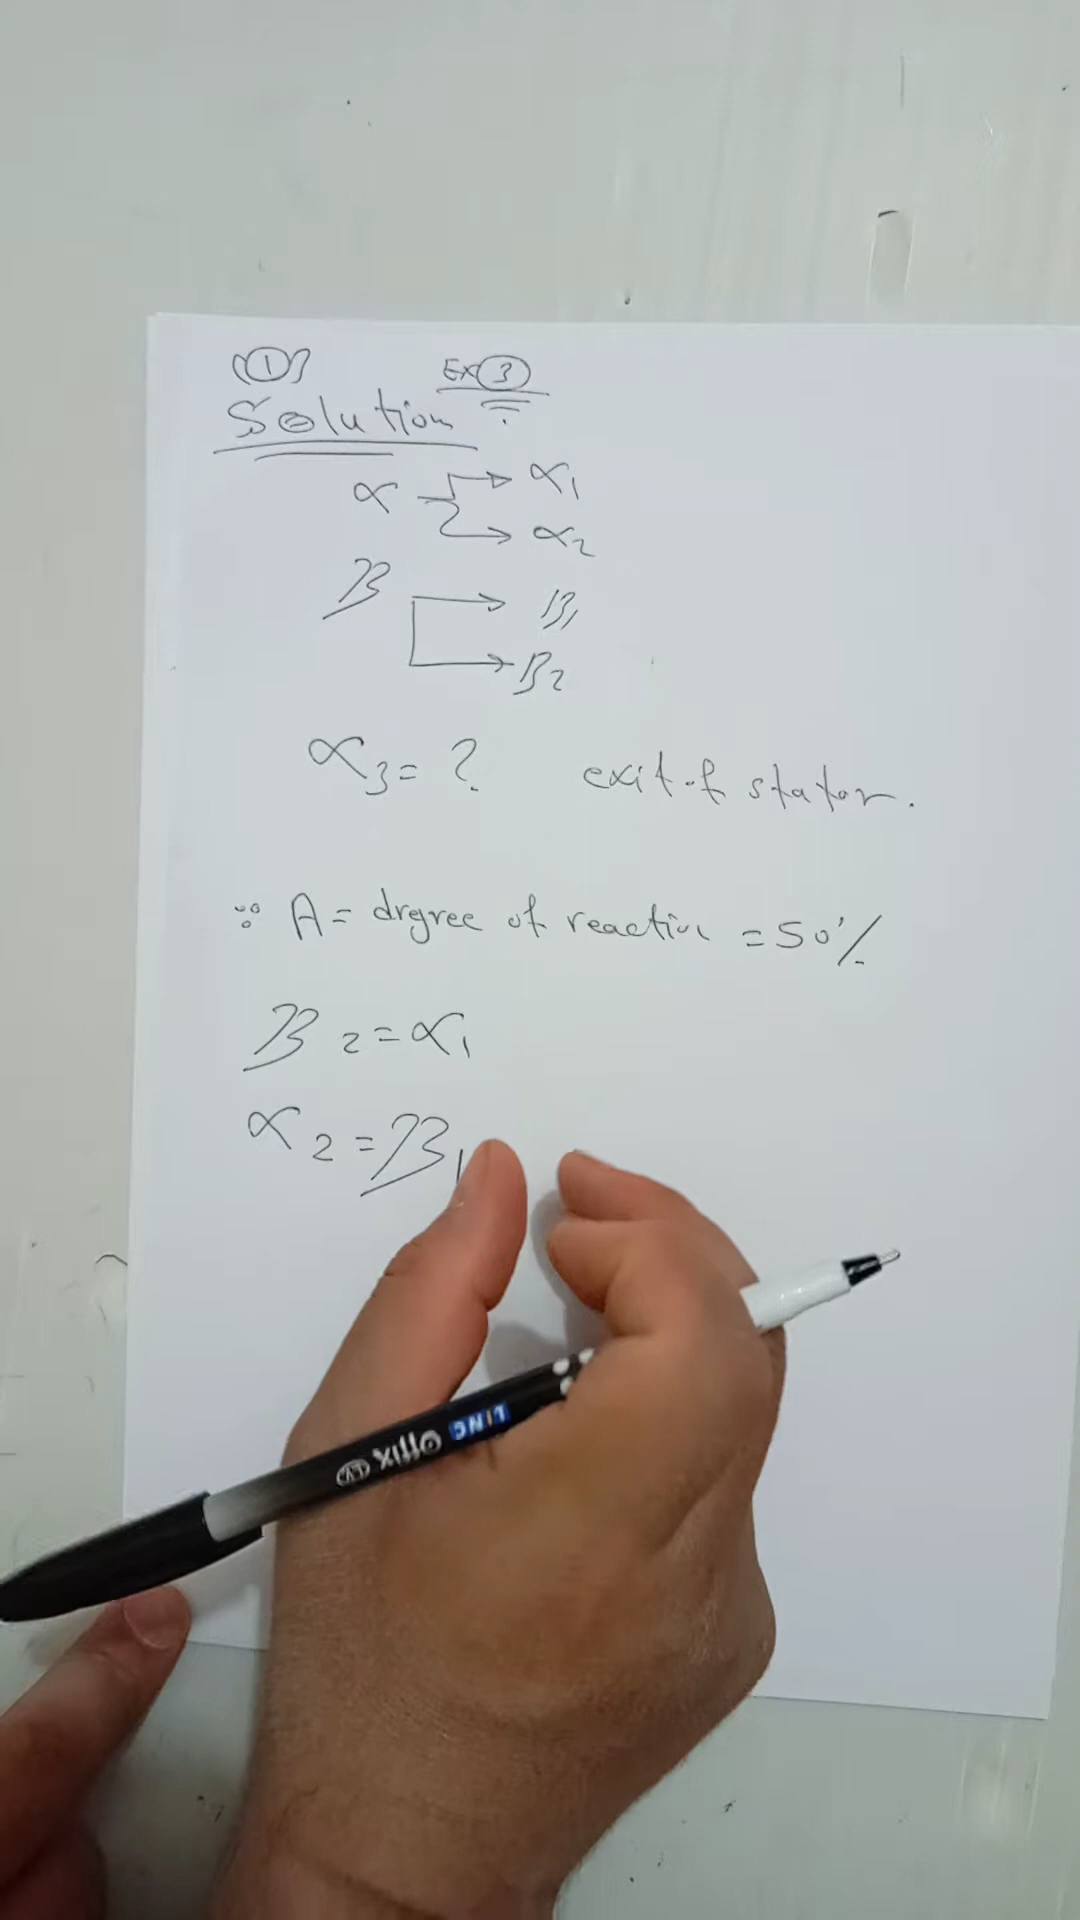 (1) Ex 3
Solution
α → α1
→ α2
β → β1
→ β2
α3 = ? exit of stator.
∵ Λ = drgree of reaction = 50%
β2 = α1
α2 = β1
LINC Offix